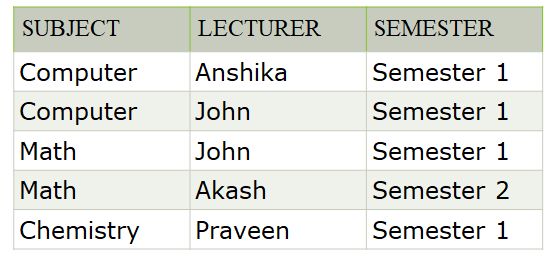 SUBJECT LECTURER SEMESTER
Computer Anshika Semester 1
Computer John Semester 1
Math John Semester 1
Math Akash Semester 2
Chemistry Praveen Semester 1